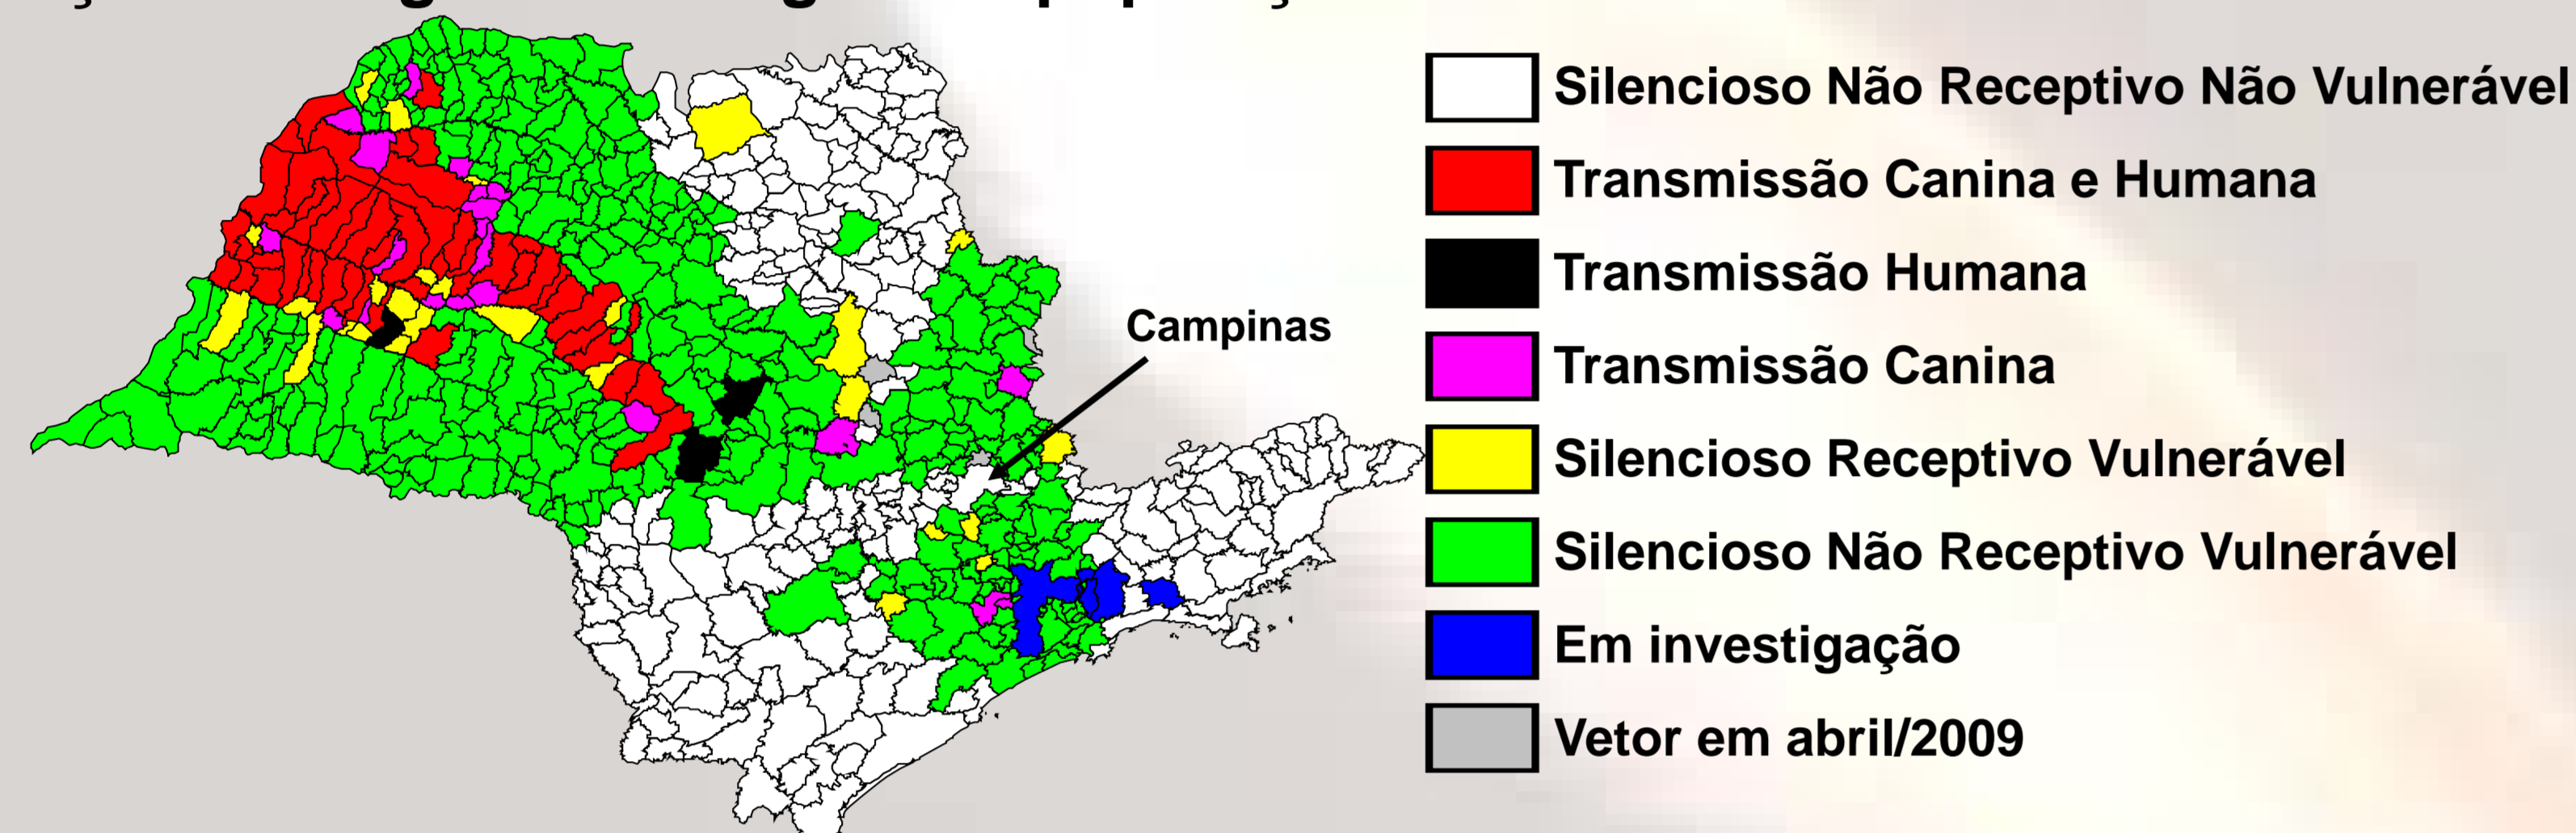 Campinas
Silencioso Não Receptivo Não Vulnerável
Transmissão Canina e Humana
Transmissão Humana
Transmissão Canina
Silencioso Receptivo Vulnerável
Silencioso Não Receptivo Vulnerável
Em investigação
Vetor em abril/2009